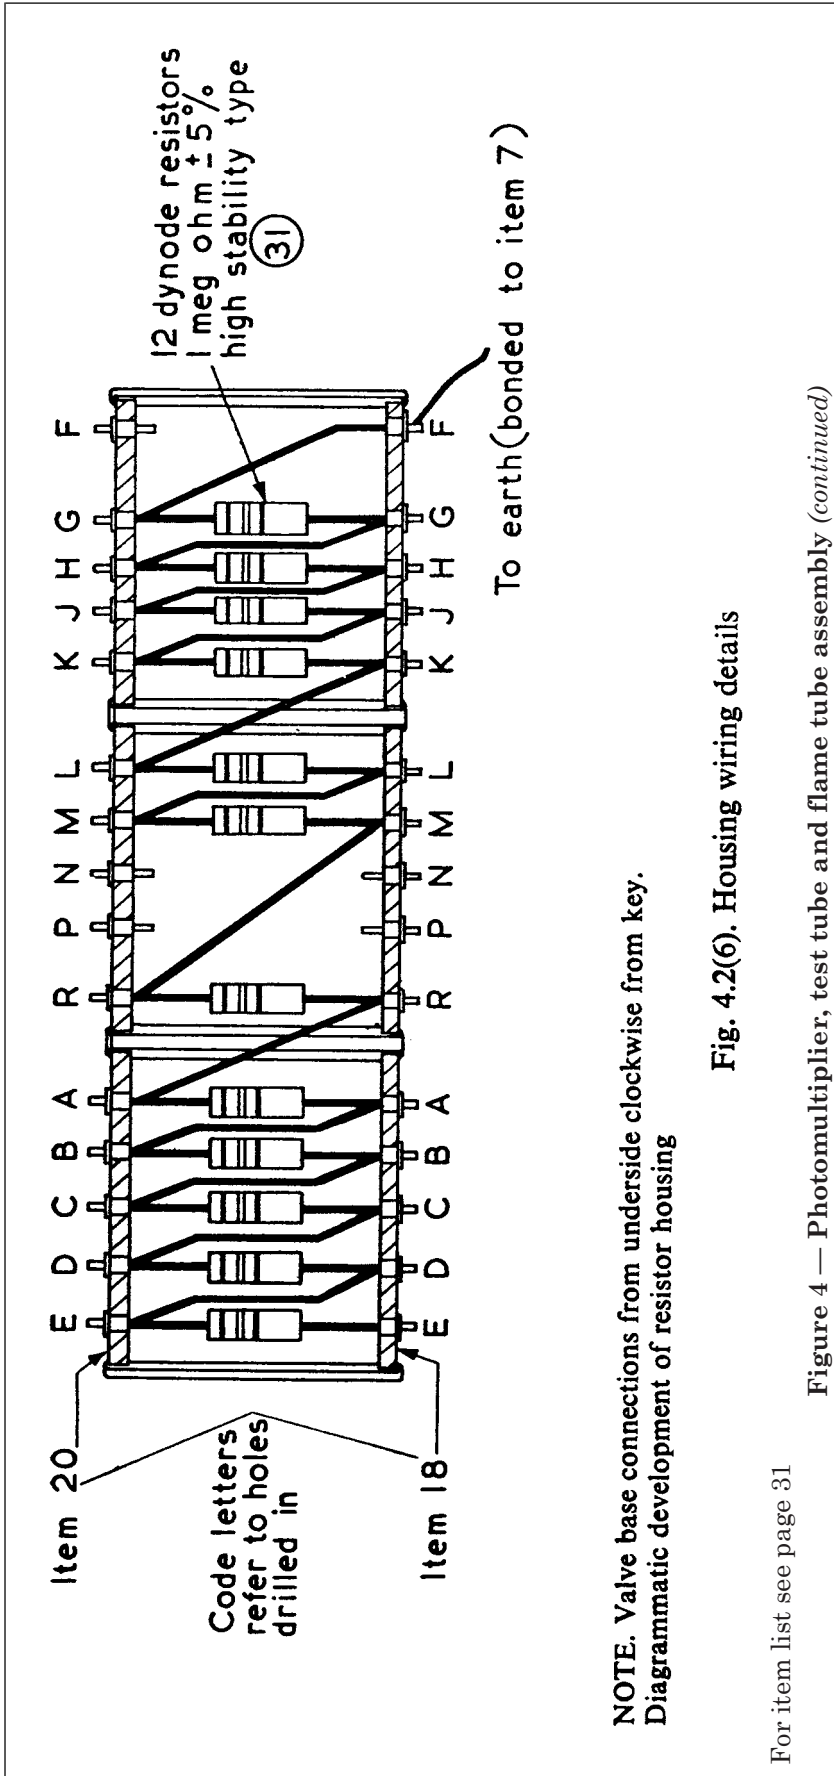 12 dynode resistors
1 meg ohm ± 5%
high stability type
31
Item 20
E D C B A R P N M L K J H G F
Code letters
refer to holes
drilled in
Item 18
E D C B A R P N M L K J H G F
To earth(bonded to item 7)
NOTE. Valve base connections from underside clockwise from key.
Diagrammatic development of resistor housing
Fig. 4.2(6). Housing wiring details
For item list see page 31
Figure 4 — Photomultiplier, test tube and flame tube assembly (continued)